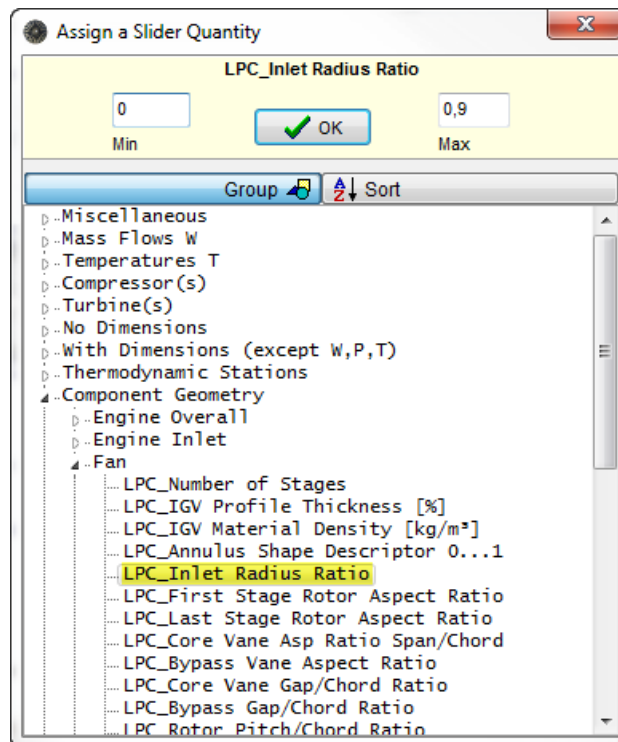 Assign a Slider Quantity
LPC_Inlet Radius Ratio
0 OK 0,9
Min Max
Group Sort
Miscellaneous
Mass Flows W
Temperatures T
Compressor(s)
Turbine(s)
No Dimensions
With Dimensions (except W,P,T)
Thermodynamic Stations
Component Geometry
Engine Overall
Engine Inlet
Fan
LPC_Number of Stages
LPC_IGV Profile Thickness [%]
LPC_IGV Material Density [kg/m³]
LPC_Annulus Shape Descriptor 0...1
LPC_Inlet Radius Ratio
LPC_First Stage Rotor Aspect Ratio
LPC_Last Stage Rotor Aspect Ratio
LPC_Core Vane Asp Ratio Span/Chord
LPC_Bypass Vane Aspect Ratio
LPC_Core Vane Gap/Chord Ratio
LPC_Bypass Gap/Chord Ratio
LPC_Rotor Pitch/Chord Ratio